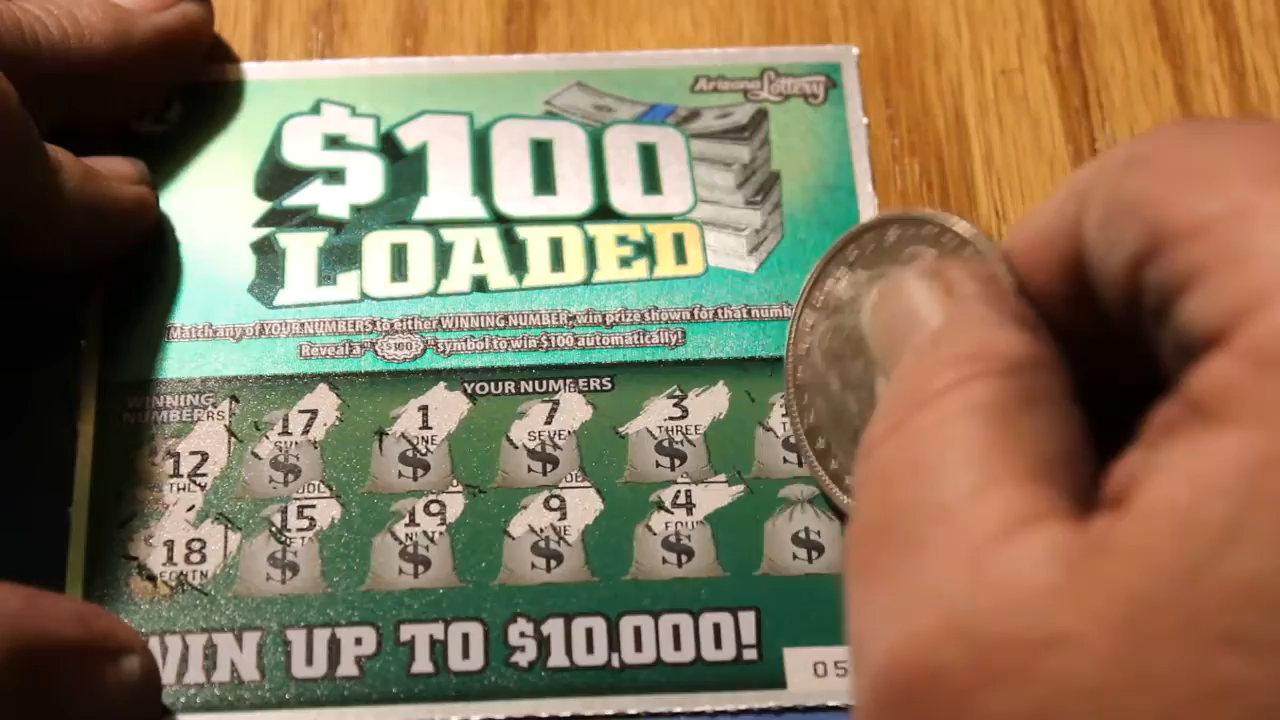 Arizona Lottery
$100
LOADED
Match any of YOUR NUMBERS to either WINNING NUMBER, win prize shown for that numb
Reveal a "$100" symbol to win $100 automatically!
WINNING NUMBERS
YOUR NUMBERS
17 1 7 3
ONE SEVE THREE
12
15 19 9 4
18
$ $ $ $ $
$ $ $ $ $
WIN UP TO $10,000!
05